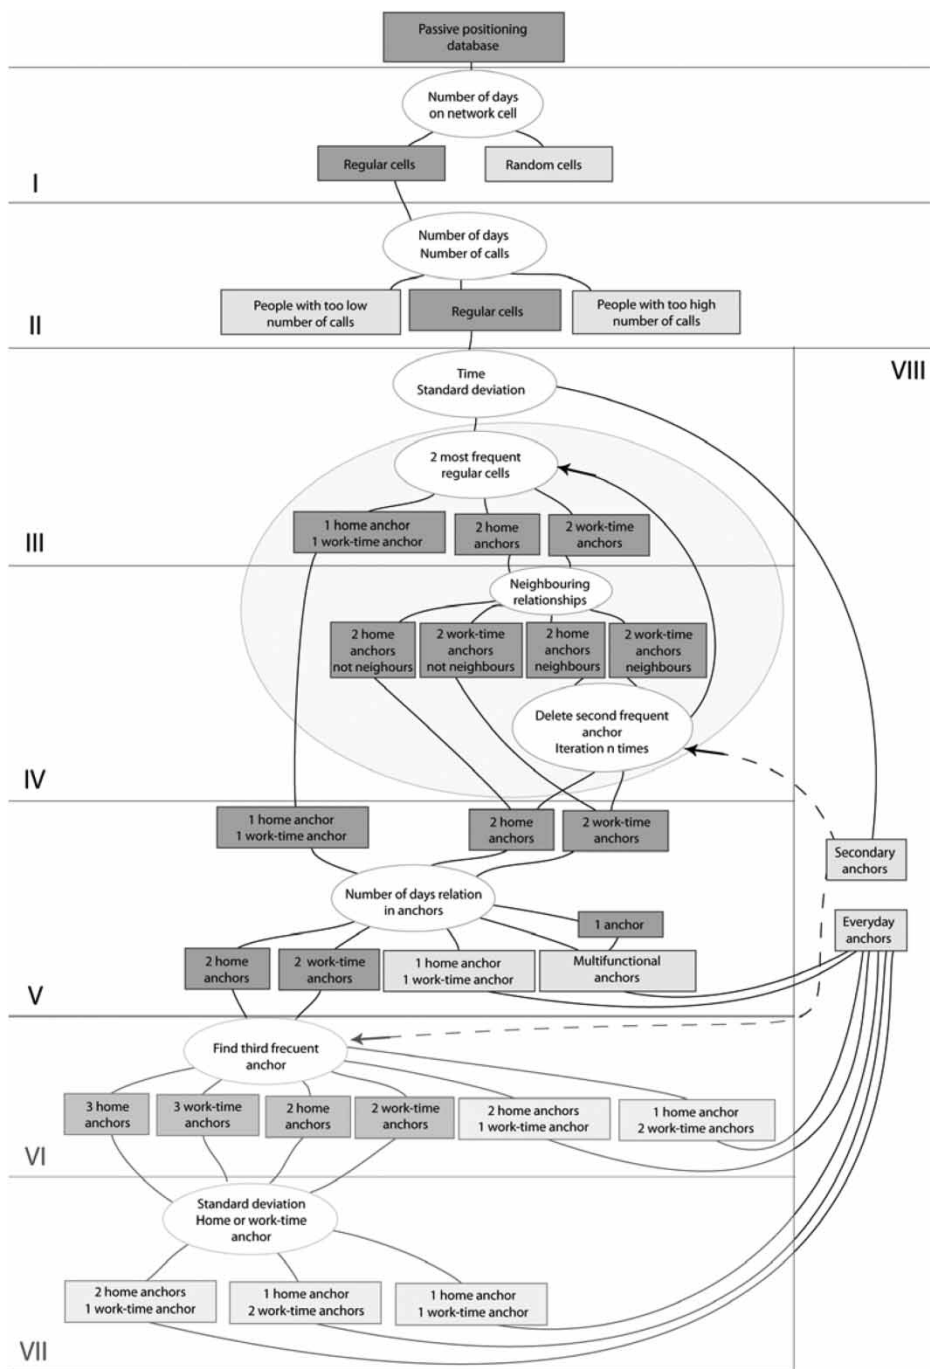 Passive positioning
database
Number of days
on network cell
Regular cells
Random cells
I
Number of days
Number of calls
People with too low
number of calls
Regular cells
People with too high
number of calls
II
Time
Standard deviation
VIII
2 most frequent
regular cells
1 home anchor
1 work-time anchor
2 home
anchors
2 work-time
anchors
III
Neighbouring
relationships
2 home
anchors
not neighours
2 work-time
anchors
not neighbours
2 home
anchors
neighbours
2 work-time
anchors
neighbours
Delete second frequent
anchor
Iteration n times
IV
1 home anchor
1 work-time anchor
2 home
anchors
2 work-time
anchors
Secondary
anchors
Number of days relation
in anchors
1 anchor
Everyday
anchors
2 home
anchors
2 work-time
anchors
1 home anchor
1 work-time anchor
Multifunctional
anchors
V
Find third frecuent
anchor
3 home
anchors
3 work-time
anchors
2 home
anchors
2 work-time
anchors
2 home anchors
1 work-time anchor
1 home anchor
2 work-time anchors
VI
Standard deviation
Home or work-time
anchor
2 home anchors
1 work-time anchor
1 home anchor
2 work-time anchors
1 home anchor
1 work-time anchor
VII